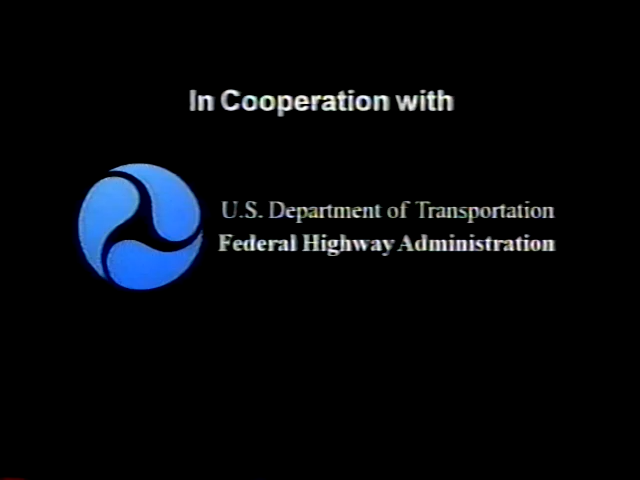 In Cooperation with
U.S. Department of Transportation
Federal Highway Administration